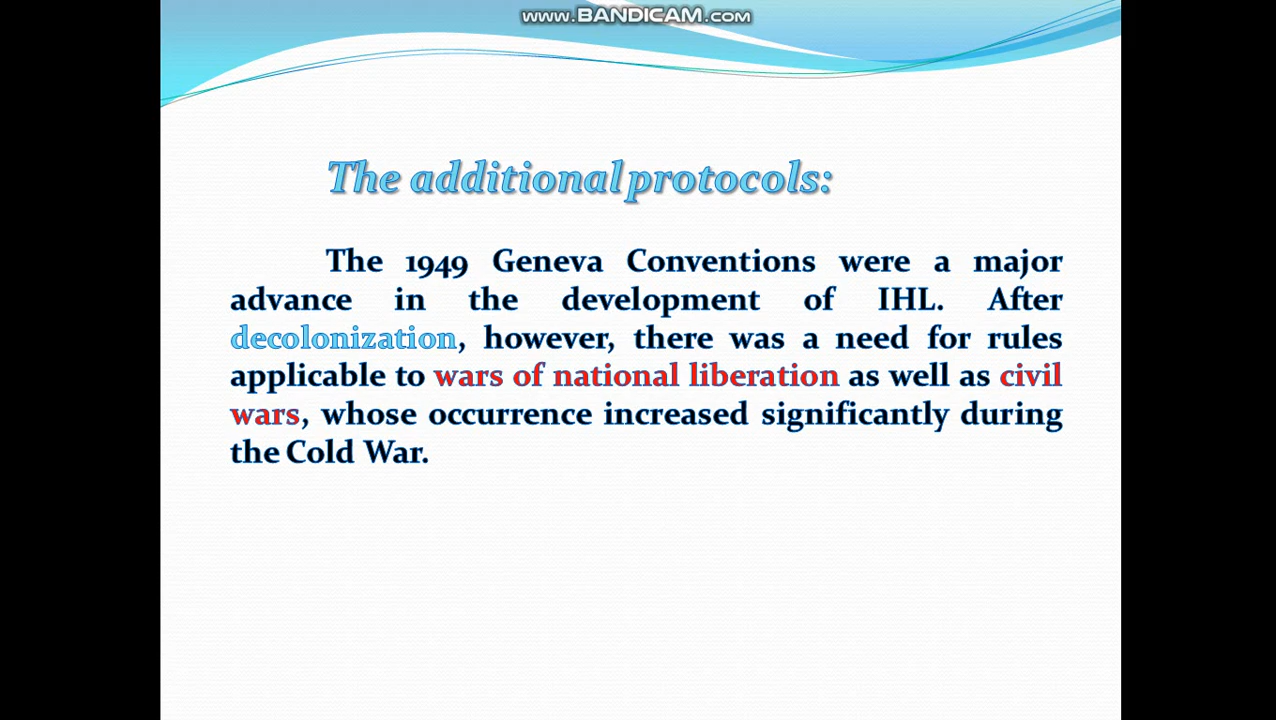 www.BANDICAM.com
The additional protocols:
The 1949 Geneva Conventions were a major
advance in the development of IHL. After
decolonization, however, there was a need for rules
applicable to wars of national liberation as well as civil
wars, whose occurrence increased significantly during
the Cold War.